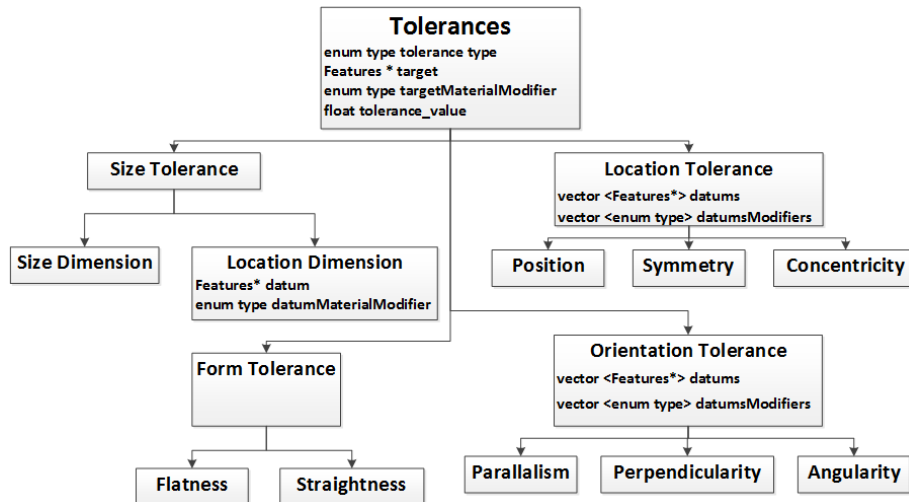 Tolerances
enum type tolerance type
Features * target
enum type targetMaterialModifier
float tolerance_value
Size Tolerance
Location Tolerance
vector <Features*> datums
vector <enum type> datumsModifiers
Size Dimension
Location Dimension
Features* datum
enum type datumMaterialModifier
Position
Symmetry
Concentricity
Form Tolerance
Orientation Tolerance
vector <Features*> datums
vector <enum type> datumsModifiers
Flatness
Straightness
Parallalism
Perpendicularity
Angularity